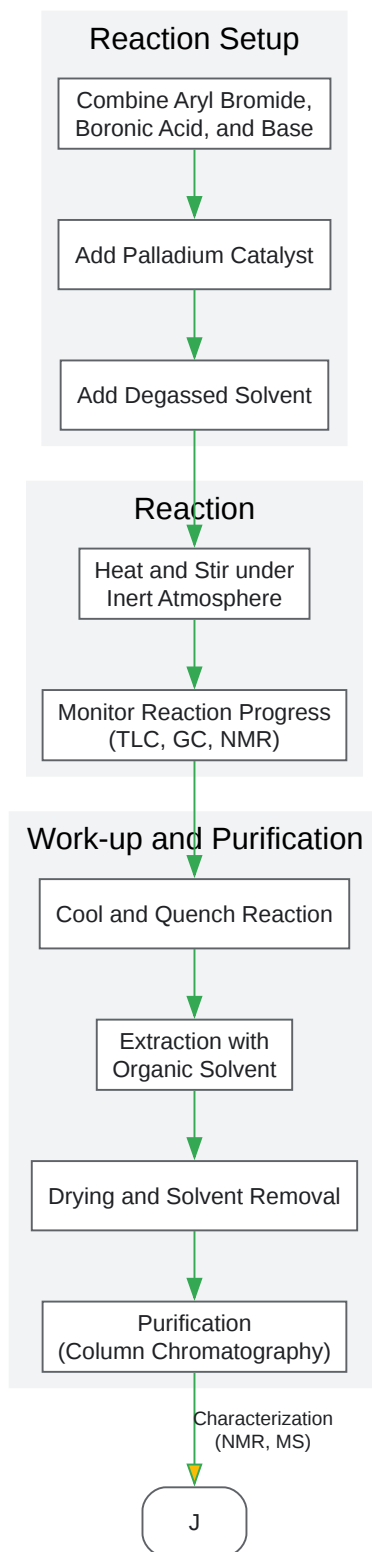 Reaction Setup
Combine Aryl Bromide,
Boronic Acid, and Base
Add Palladium Catalyst
Add Degassed Solvent
Reaction
Heat and Stir under
Inert Atmosphere
Monitor Reaction Progress
(TLC, GC, NMR)
Work-up and Purification
Cool and Quench Reaction
Extraction with
Organic Solvent
Drying and Solvent Removal
Purification
(Column Chromatography)
Characterization
(NMR, MS)
J